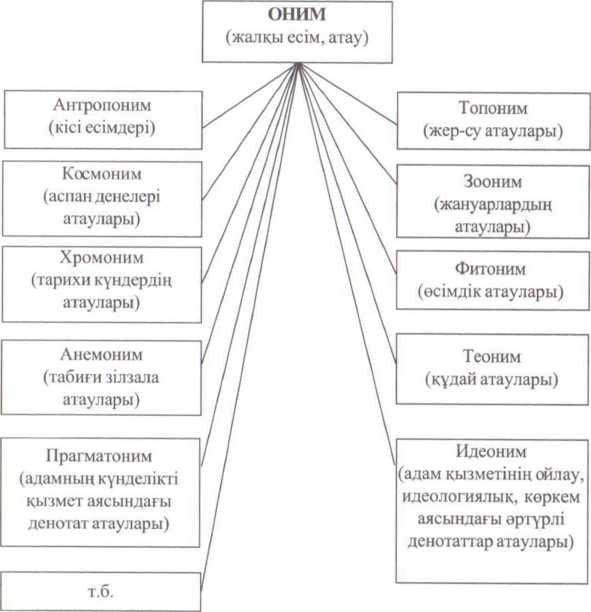 ОНИМ
(жалқы есім, атау)
Антропоним
(кісі есімдері)
Космоним
(аспан денелері
атаулары)
Хромоним
(тарихи күндердің
атаулары)
Анемоним
(табиғи зілзала
атаулары)
Прагматоним
(адамның күнделікті
қызмет аясындағы
денотат атаулары)
т.б.
Топоним
(жер-су атаулары)
Зооним
(жануарлардың
атаулары)
Фитоним
(өсімдік атаулары)
Теоним
(құдай атаулары)
Идеоним
(адам қызметінің ойлау,
идеологиялық, көркем
аясындағы әртүрлі
денотаттар атаулары)